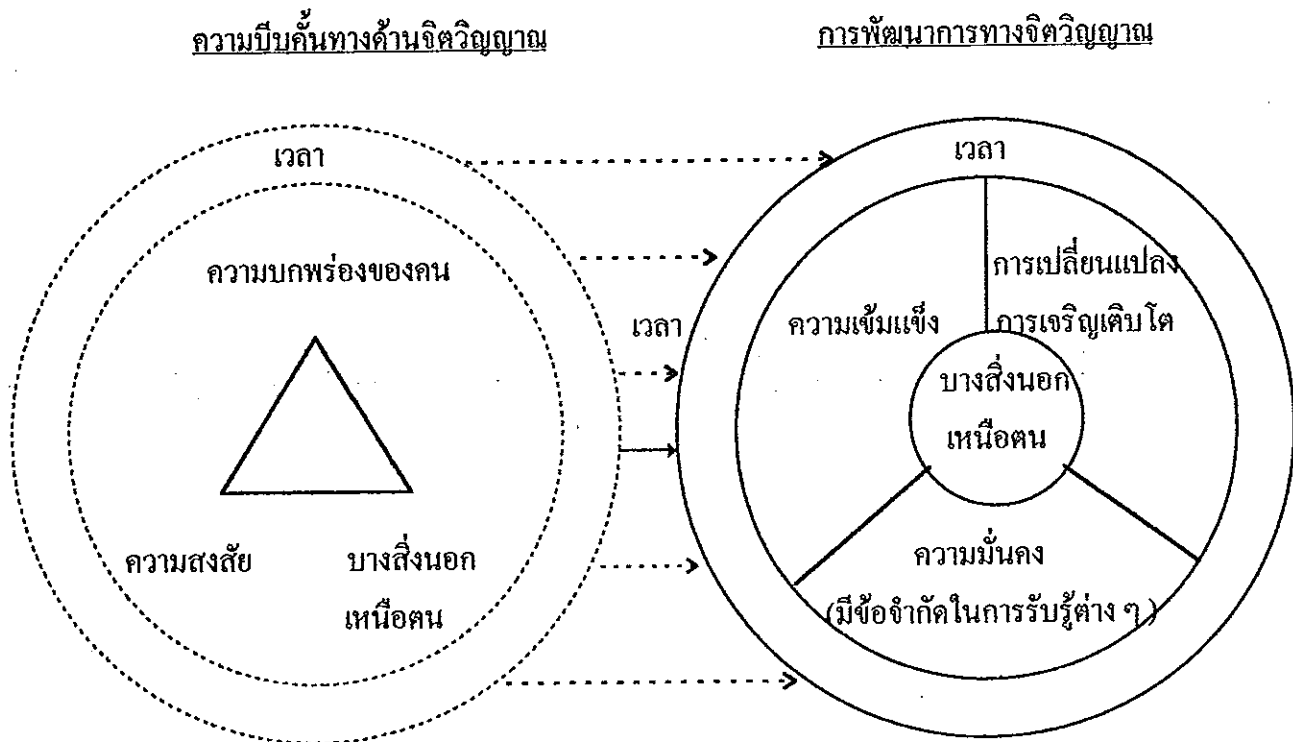 ความบีบคั้นทางด้านจิตวิญญาณ
การพัฒนาการทางจิตวิญญาณ
เวลา
เวลา
ความบกพร่องของคน
การเปลี่ยนแปลง
เวลา
ความเข้มแข็ง
การเจริญเติบโต
บางสิ่งนอก
เหนือตน
ความสงสัย
บางสิ่งนอก
เหนือตน
ความมั่นคง
(มีข้อจำกัดในการรับรู้ต่าง ๆ )